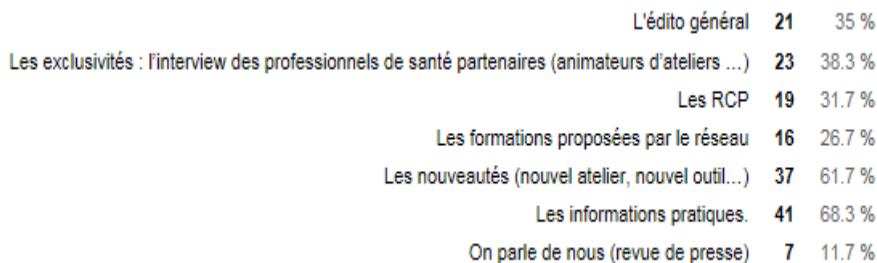 L'édito général 21 35 %
Les exclusivités : l'interview des professionnels de santé partenaires (animateurs d'ateliers ...) 23 38.3 %
Les RCP 19 31.7 %
Les formations proposées par le réseau 16 26.7 %
Les nouveautés (nouvel atelier, nouvel outil...) 37 61.7 %
Les informations pratiques. 41 68.3 %
On parle de nous (revue de presse) 7 11.7 %